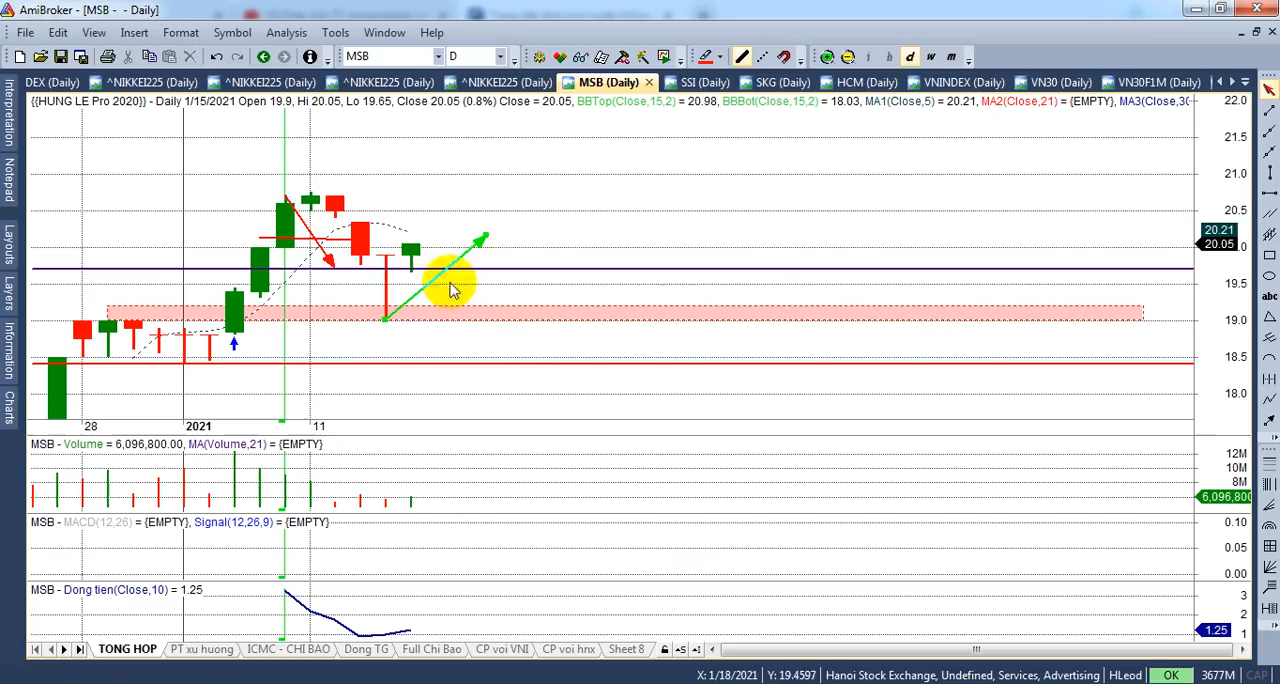 AmiBroker - [MSB - - Daily]
File Edit View Insert Format Symbol Analysis Tools Window Help
MSB D i h d w m
DEX (Daily) ^NIKKEI225 (Daily) ^NIKKEI225 (Daily) ^NIKKEI225 (Daily) ^NIKKEI225 (Daily) MSB (Daily) SSI (Daily) SKG (Daily) HCM (Daily) VNINDEX (Daily) VN30 (Daily) VN30F1M (Daily)
{{HUNG LE Pro 2020}} - Daily 1/15/2021 Open 19.9, Hi 20.05, Lo 19.65, Close 20.05 (0.8%) Close = 20.05, BBTop(Close,15,2) = 20.98, BBBot(Close,15,2) = 18.03, MA1(Close,5) = 20.21, MA2(Close,21) = {EMPTY}, MA3(Close,30
Interpretation
Notepad
Layouts
Layers
Information
Charts
22.0
21.5
21.0
20.5
20.21
20.05
19.5
19.0
18.5
18.0
28 2021 11
MSB - Volume = 6,096,800.00, MA(Volume,21) = {EMPTY}
12M
10M
8M
6,096,800
MSB - MACD(12,26) = {EMPTY}, Signal(12,26,9) = {EMPTY}
0.10
0.05
0.00
MSB - Dong tien(Close,10) = 1.25
3
2
1.25
1
abc
TONG HOP PT xu huong ICMC - CHI BAO Dong TG Full Chi Bao CP voi VNI CP voi hnx Sheet 8
X: 1/18/2021 Y: 19.4597 Hanoi Stock Exchange, Undefined, Services, Advertising HLeod OK 3677M CAP